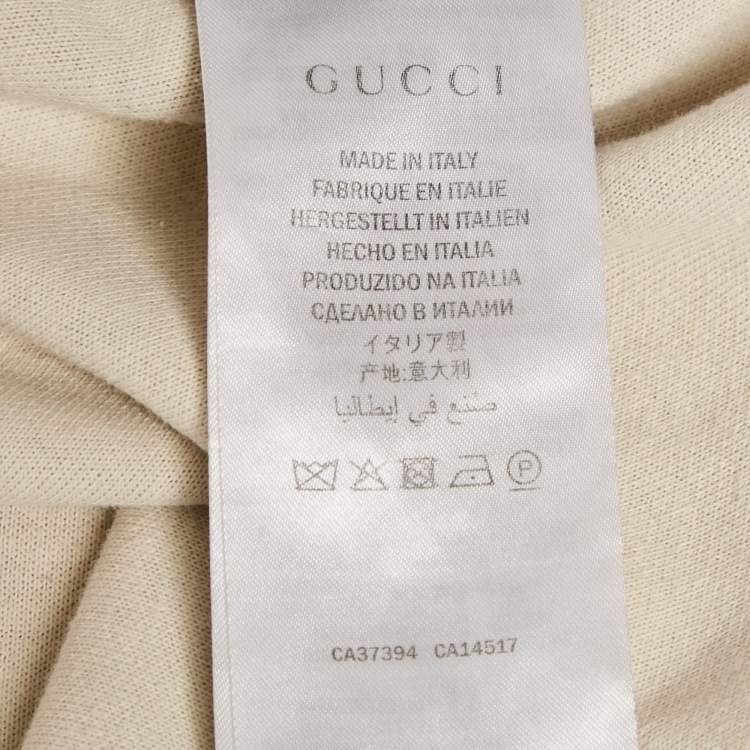 GUCCI
MADE IN ITALY
FABRIQUE EN ITALIE
HERGESTELLT IN ITALIEN
HECHO EN ITALIA
PRODUZIDO NA ITALIA
СДЕЛАНО В ИТАЛИИ
イタリア製
产地:意大利
صنع في إيطاليا
P
CA37394 CA14517